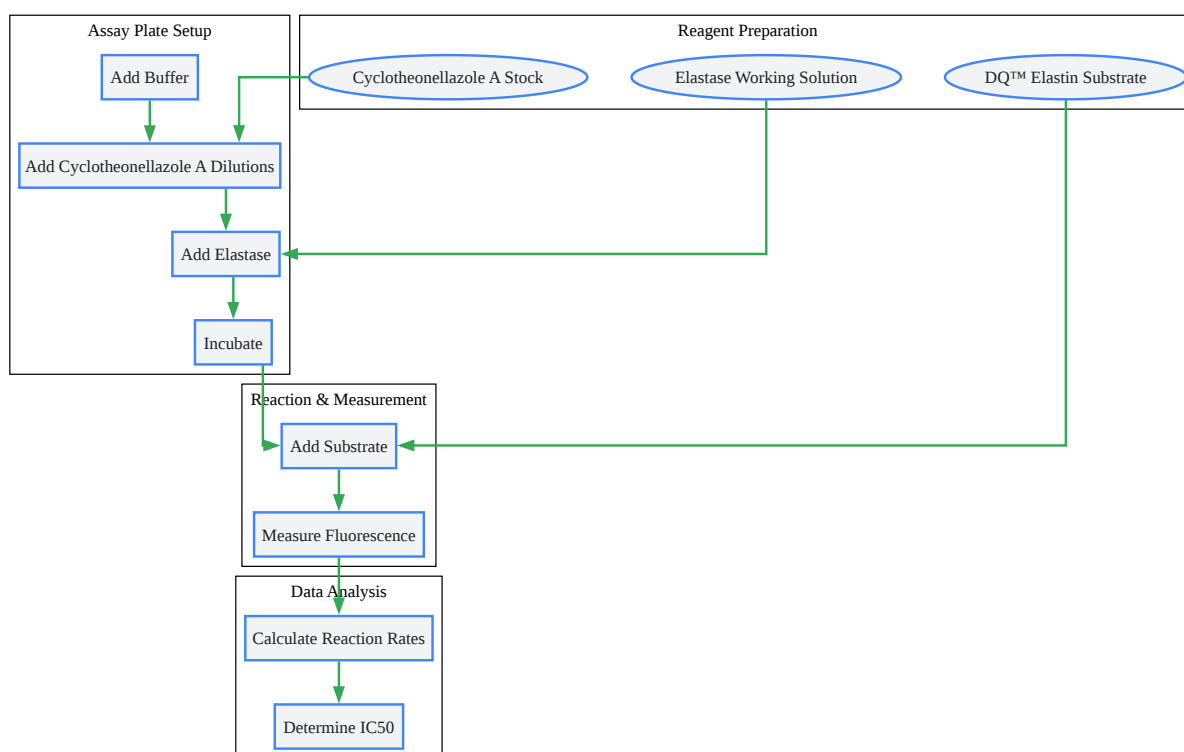 Assay Plate Setup
Reagent Preparation
Add Buffer
Cyclotheonellazole A Stock
Elastase Working Solution
DQ™ Elastin Substrate
Add Cyclotheonellazole A Dilutions
Add Elastase
Incubate
Reaction & Measurement
Add Substrate
Measure Fluorescence
Data Analysis
Calculate Reaction Rates
Determine IC50